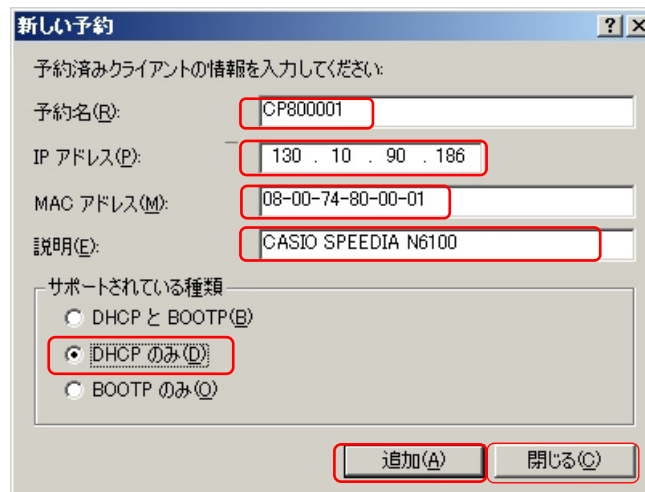 新しい予約
予約済みクライアントの情報を入力してください:
予約名(R): CP800001
IP アドレス(P): 130 . 10 . 90 . 186
MAC アドレス(M): 08-00-74-80-00-01
説明(E): CASIO SPEEDIA N6100
サポートされている種類
DHCP と BOOTP(B)
DHCP のみ(D)
BOOTP のみ(O)
追加(A) 閉じる(C)